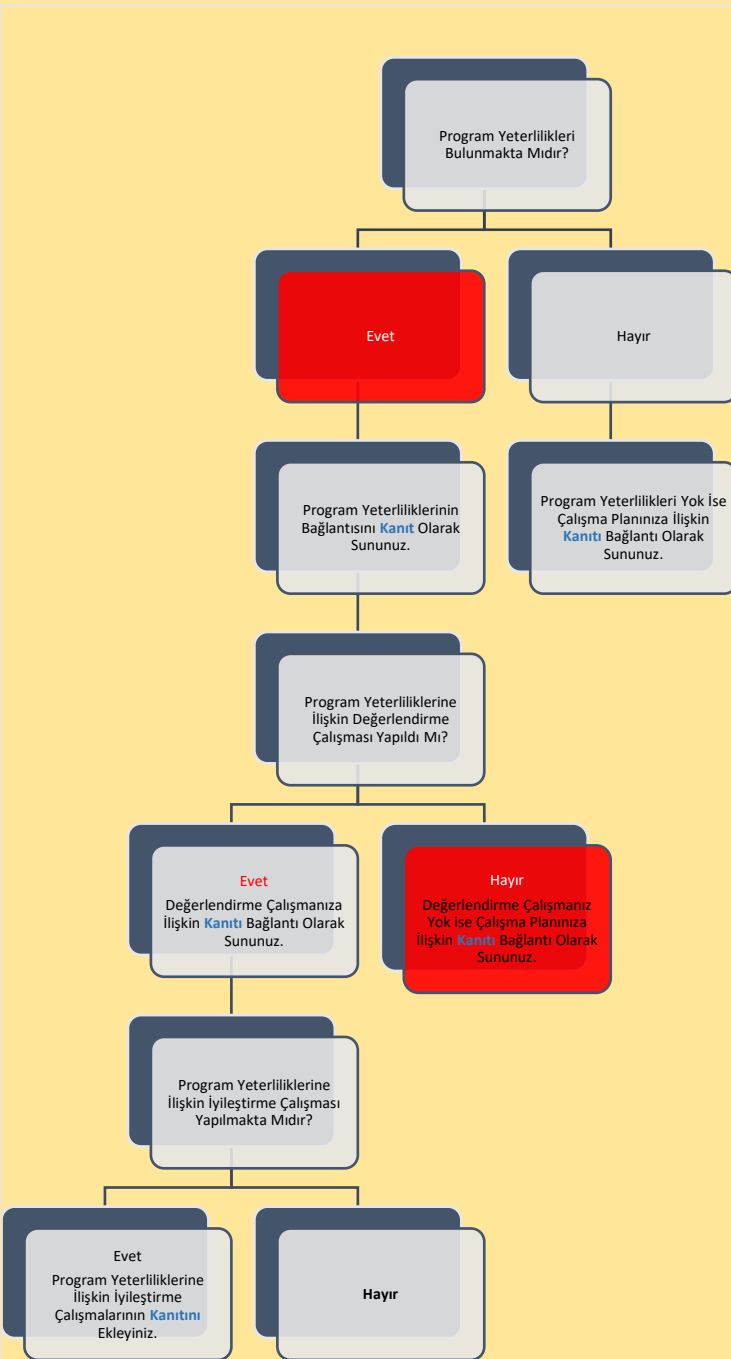 Program Yeterlilikleri
Bulunmakta Mıdır?
Evet
Hayır
Program Yeterliliklerinin
Bağlantısını Kanıt Olarak
Sununuz.
Program Yeterlilikleri Yok İse
Çalışma Planınıza İlişkin
Kanıtı Bağlantı Olarak
Sununuz.
Program Yeterliliklerine
İlişkin Değerlendirme
Çalışması Yapıldı Mı?
Evet
Değerlendirme Çalışmanıza
İlişkin Kanıtı Bağlantı Olarak
Sununuz.
Hayır
Değerlendirme Çalışmanız
Yok ise Çalışma Planınıza
İlişkin Kanıtı Bağlantı Olarak
Sununuz.
Program Yeterliliklerine
İlişkin İyileştirme Çalışması
Yapılmakta Mıdır?
Evet
Program Yeterliliklerine
İlişkin İyileştirme
Çalışmalarının Kanıtını
Ekleyiniz.
Hayır